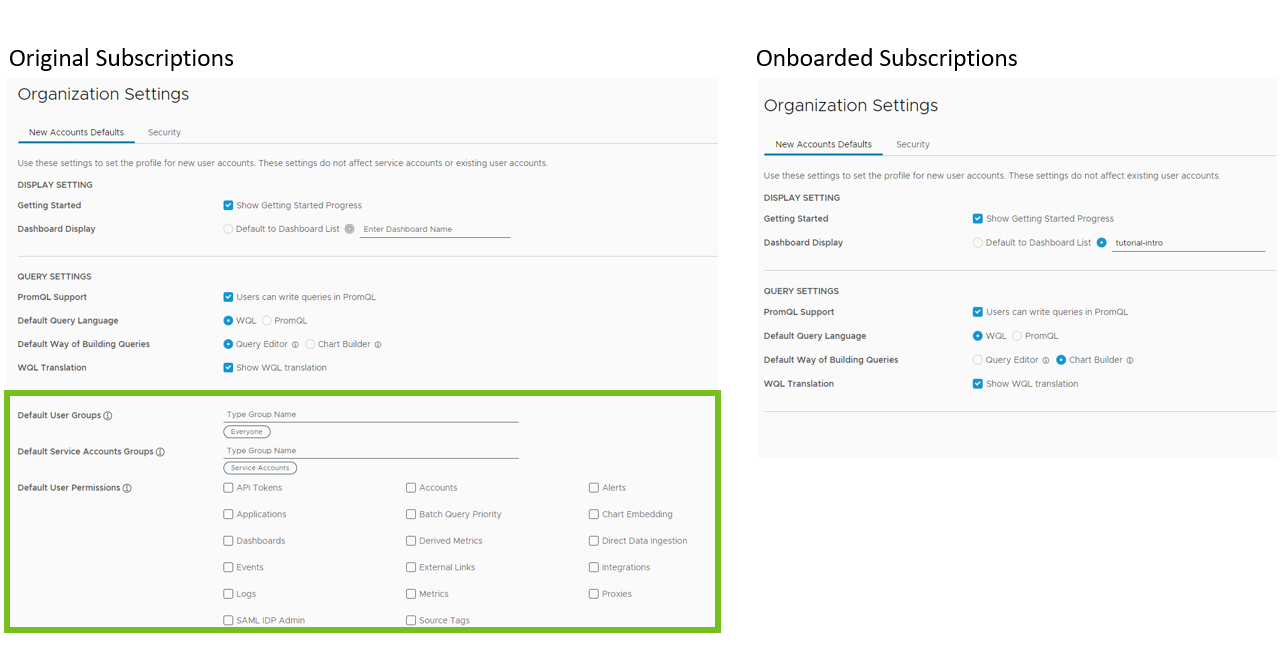 Original Subscriptions
Organization Settings
New Accounts Defaults Security
Use these settings to set the profile for new user accounts. These settings do not affect service accounts or existing user accounts.
DISPLAY SETTING
Getting Started Show Getting Started Progress
Dashboard Display Default to Dashboard List Enter Dashboard Name
QUERY SETTINGS
PromQL Support Users can write queries in PromQL
Default Query Language WQL PromQL
Default Way of Building Queries Query Editor Chart Builder
WQL Translation Show WQL translation
Default User Groups Type Group Name
Everyone
Default Service Accounts Groups Type Group Name
Service Accounts
Default User Permissions API Tokens Accounts Alerts
Applications Batch Query Priority Chart Embedding
Dashboards Derived Metrics Direct Data Ingestion
Events External Links Integrations
Logs Metrics Proxies
SAML IDP Admin Source Tags
Onboarded Subscriptions
Organization Settings
New Accounts Defaults Security
Use these settings to set the profile for new user accounts. These settings do not affect existing user accounts.
DISPLAY SETTING
Getting Started Show Getting Started Progress
Dashboard Display Default to Dashboard List tutorial-intro
QUERY SETTINGS
PromQL Support Users can write queries in PromQL
Default Query Language WQL PromQL
Default Way of Building Queries Query Editor Chart Builder
WQL Translation Show WQL translation